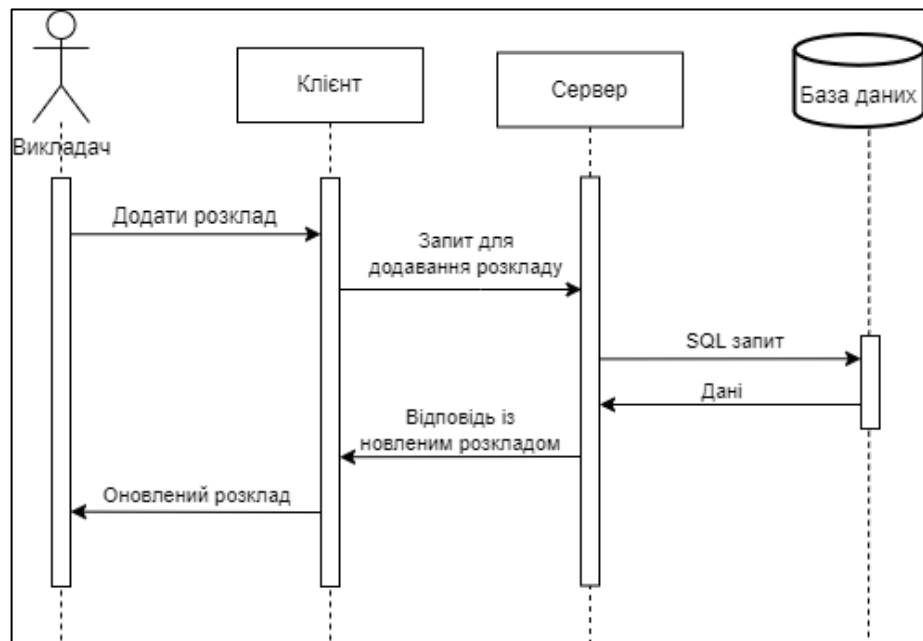 Викладач
Клієнт
Сервер
База даних
Додати розклад
Запит для
додавання розкладу
SQL запит
Дані
Відповідь із
новленим розкладом
Оновлений розклад